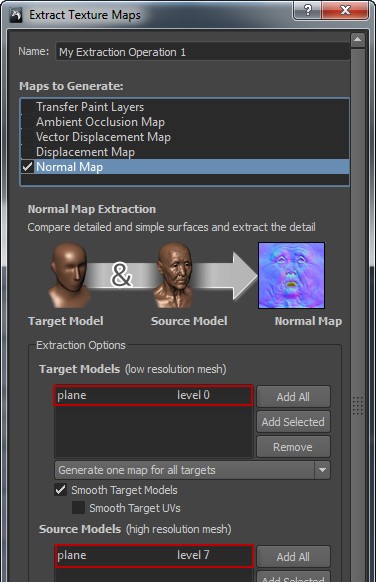 Extract Texture Maps
Name: My Extraction Operation 1
Maps to Generate:
Transfer Paint Layers
Ambient Occlusion Map
Vector Displacement Map
Displacement Map
Normal Map
Normal Map Extraction
Compare detailed and simple surfaces and extract the detail
&
Target Model Source Model Normal Map
Extraction Options
Target Models (low resolution mesh)
plane level 0 Add All
Add Selected
Remove
Generate one map for all targets
Smooth Target Models
Smooth Target UVs
Source Models (high resolution mesh)
plane level 7 Add All
Add Selected